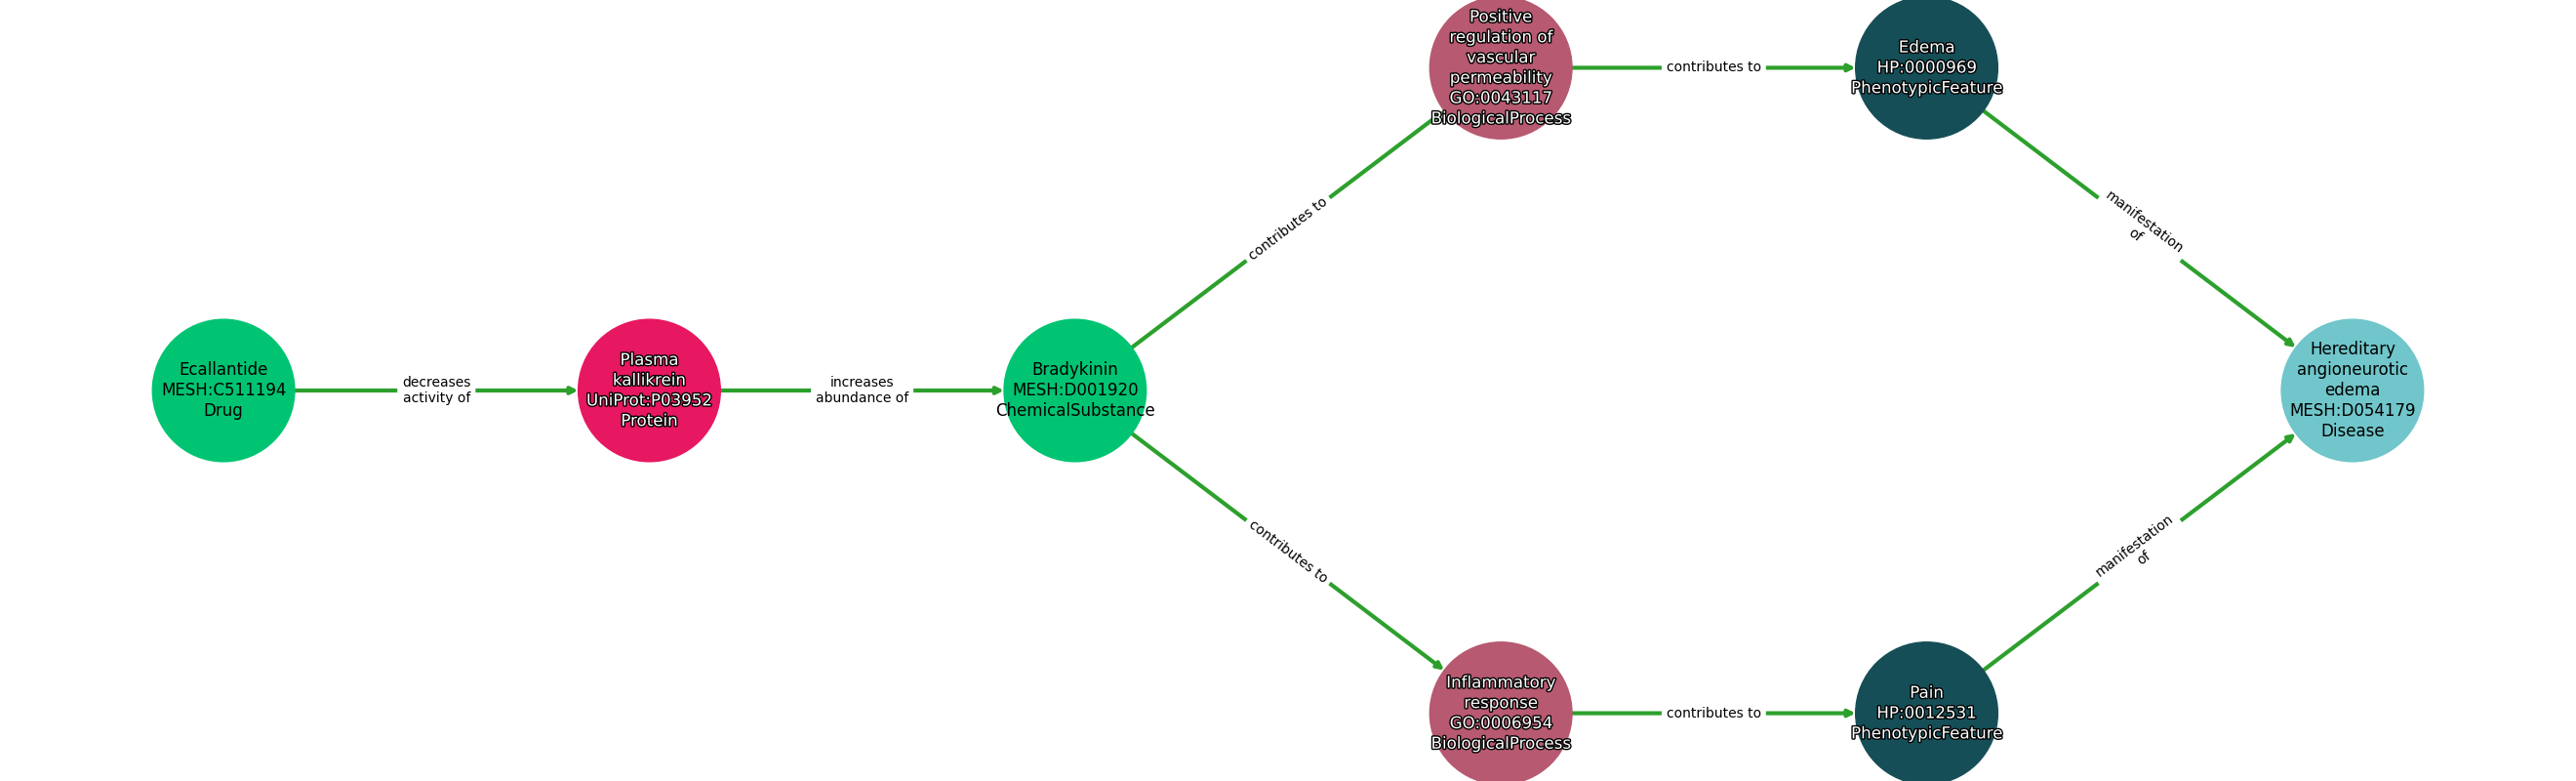 Positive
regulation of
vascular
permeability
GO:0043117
BiologicalProcess
contributes to
Edema
HP:0000969
PhenotypicFeature
contributes to
manifestation
of
Ecallantide
MESH:C511194
Drug
decreases
activity of
Plasma
kallikrein
UniProt:P03952
Protein
increases
abundance of
Bradykinin
MESH:D001920
ChemicalSubstance
Hereditary
angioneurotic
edema
MESH:D054179
Disease
contributes to
manifestation
of
Inflammatory
response
GO:0006954
BiologicalProcess
contributes to
Pain
HP:0012531
PhenotypicFeature